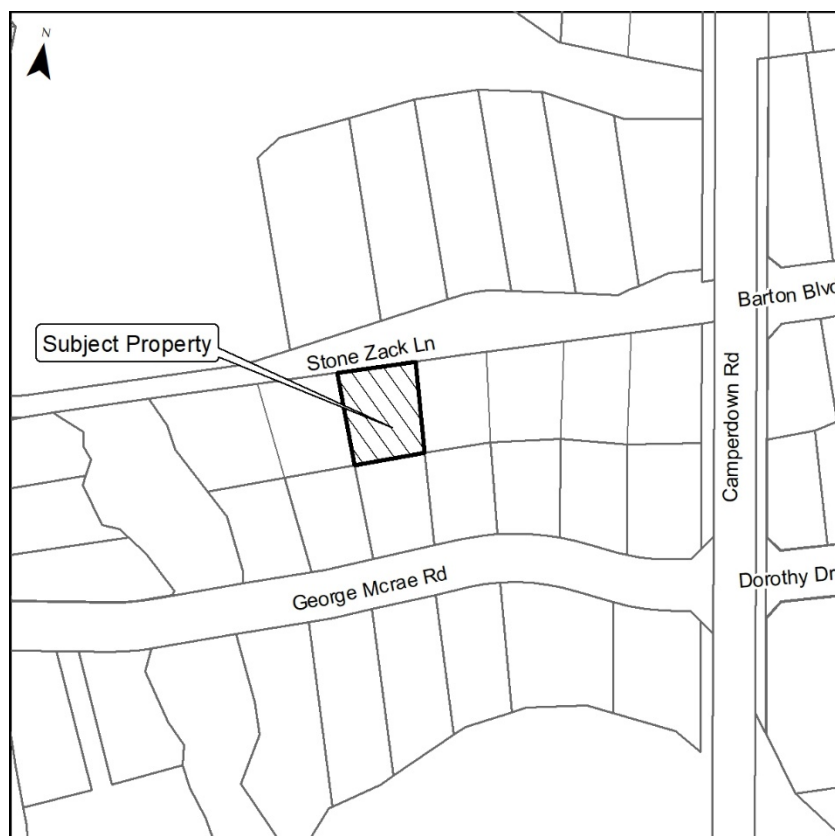 N
Barton Blvd
Subject Property
Stone Zack Ln
Camperdown Rd
George Mcrae Rd
Dorothy Dr